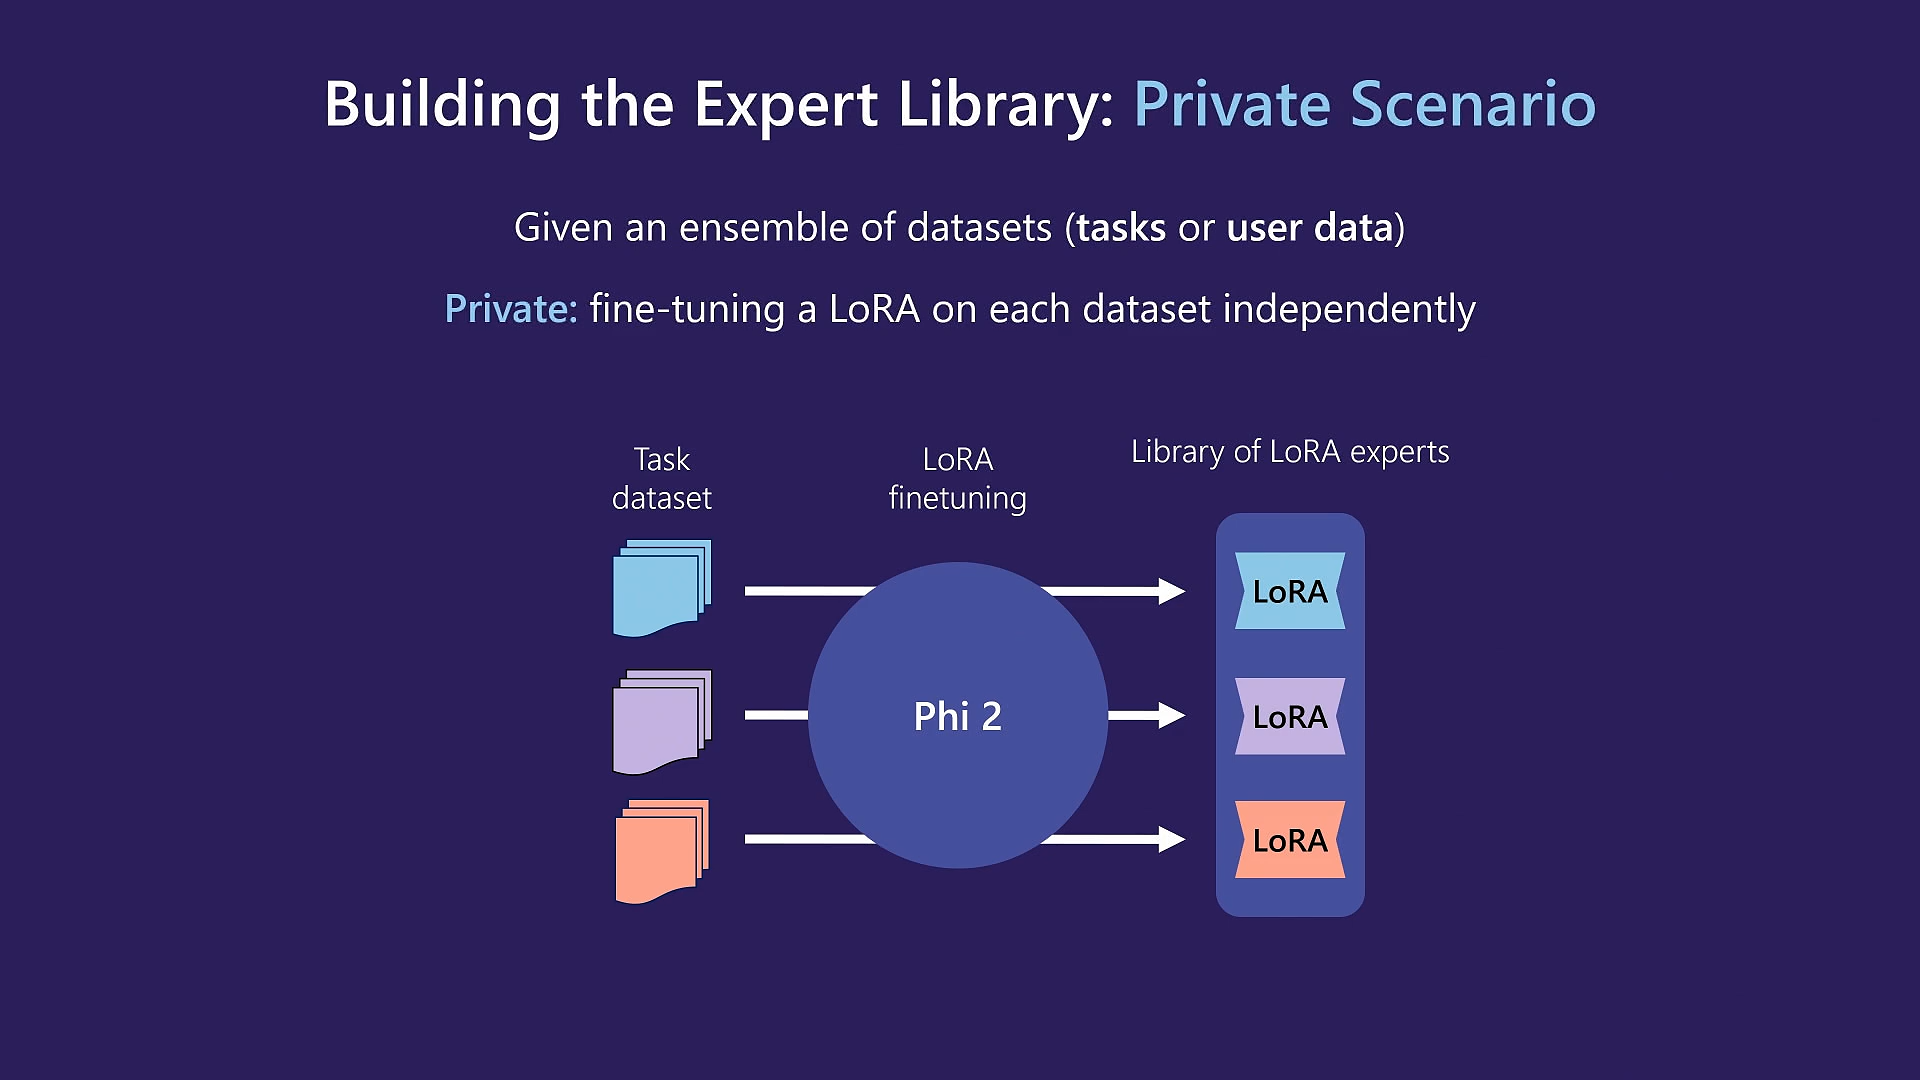 Building the Expert Library: Private Scenario
Given an ensemble of datasets (tasks or user data)
Private: fine-tuning a LoRA on each dataset independently
Task
dataset
LoRA
finetuning
Library of LoRA experts
Phi 2
LoRA
LoRA
LoRA